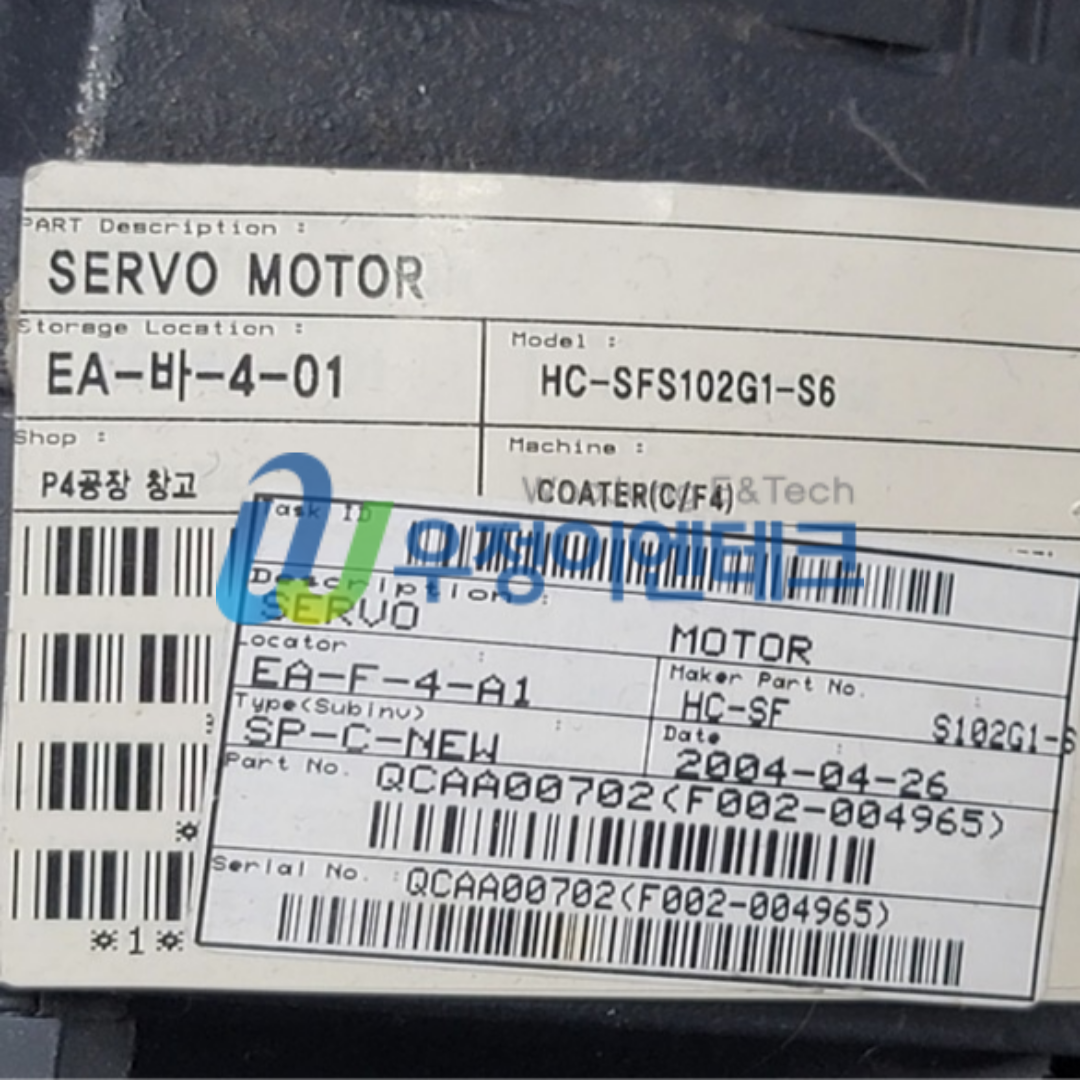 PART Description :
SERVO MOTOR
Storage Location :
EA-바-4-01
Model :
HC-SFS102G1-S6
Shop :
P4공장 창고
Machine :
COATER(C/F4)
E&Tech
우정이엔테크
Task ID
Description :
SERVO MOTOR
Locator :
EA-F-4-A1
Maker Part No. :
HC-SF S102G1-S
Type(Subinv) :
SP-C-NEW
Date :
2004-04-26
Part No. QCAA00702(F002-004965)
Serial No. : QCAA00702(F002-004965)
*1*